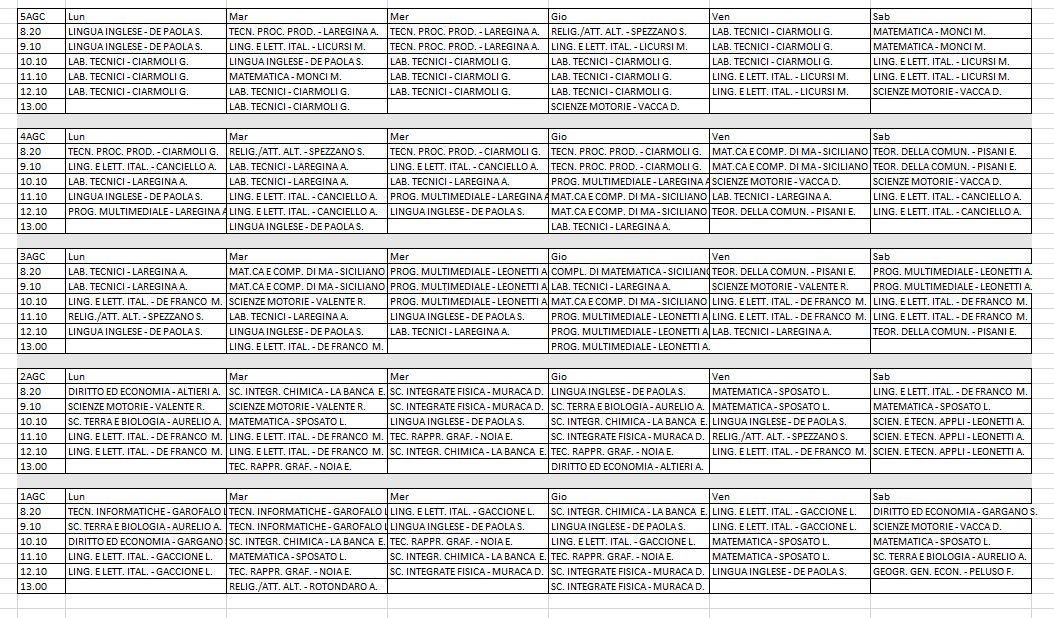 5AGC Lun Mar Mer Gio Ven Sab
8.20 LINGUA INGLESE - DE PAOLA S. TECN. PROC. PROD. - LAREGINA A. TECN. PROC. PROD. - LAREGINA A. RELIG./ATT. ALT. - SPEZZANO S. LAB. TECNICI - CIARMOLI G. MATEMATICA - MONCI M.
9.10 LINGUA INGLESE - DE PAOLA S. LING. E LETT. ITAL. - LICURSI M. TECN. PROC. PROD. - LAREGINA A. LING. E LETT. ITAL. - LICURSI M. LAB. TECNICI - CIARMOLI G. MATEMATICA - MONCI M.
10.10 LAB. TECNICI - CIARMOLI G. LINGUA INGLESE - DE PAOLA S. LAB. TECNICI - CIARMOLI G. LAB. TECNICI - CIARMOLI G. LAB. TECNICI - CIARMOLI G. LING. E LETT. ITAL. - LICURSI M.
11.10 LAB. TECNICI - CIARMOLI G. MATEMATICA - MONCI M. LAB. TECNICI - CIARMOLI G. LAB. TECNICI - CIARMOLI G. LING. E LETT. ITAL. - LICURSI M. LING. E LETT. ITAL. - LICURSI M.
12.10 LAB. TECNICI - CIARMOLI G. LAB. TECNICI - CIARMOLI G. LAB. TECNICI - CIARMOLI G. LAB. TECNICI - CIARMOLI G. LING. E LETT. ITAL. - LICURSI M. SCIENZE MOTORIE - VACCA D.
13.00 LAB. TECNICI - CIARMOLI G. SCIENZE MOTORIE - VACCA D.
4AGC Lun Mar Mer Gio Ven Sab
8.20 TECN. PROC. PROD. - CIARMOLI G. RELIG./ATT. ALT. - SPEZZANO S. TECN. PROC. PROD. - CIARMOLI G. TECN. PROC. PROD. - CIARMOLI G. MAT.CA E COMP. DI MA - SICILIANO TEOR. DELLA COMUN. - PISANI E.
9.10 LING. E LETT. ITAL. - CANCIELLO A. LAB. TECNICI - LAREGINA A. LING. E LETT. ITAL. - CANCIELLO A. TECN. PROC. PROD. - CIARMOLI G. MAT.CA E COMP. DI MA - SICILIANO TEOR. DELLA COMUN. - PISANI E.
10.10 LAB. TECNICI - LAREGINA A. LAB. TECNICI - LAREGINA A. LAB. TECNICI - LAREGINA A. PROG. MULTIMEDIALE - LAREGINA A SCIENZE MOTORIE - VACCA D. SCIENZE MOTORIE - VACCA D.
11.10 LINGUA INGLESE - DE PAOLA S. LING. E LETT. ITAL. - CANCIELLO A. PROG. MULTIMEDIALE - LAREGINA A MAT.CA E COMP. DI MA - SICILIANO LAB. TECNICI - LAREGINA A. LING. E LETT. ITAL. - CANCIELLO A.
12.10 PROG. MULTIMEDIALE - LAREGINA A LING. E LETT. ITAL. - CANCIELLO A. LINGUA INGLESE - DE PAOLA S. MAT.CA E COMP. DI MA - SICILIANO TEOR. DELLA COMUN. - PISANI E. LING. E LETT. ITAL. - CANCIELLO A.
13.00 LINGUA INGLESE - DE PAOLA S. LAB. TECNICI - LAREGINA A.
3AGC Lun Mar Mer Gio Ven Sab
8.20 LAB. TECNICI - LAREGINA A. MAT.CA E COMP. DI MA - SICILIANO PROG. MULTIMEDIALE - LEONETTI A COMPL. DI MATEMATICA - SICILIANO TEOR. DELLA COMUN. - PISANI E. PROG. MULTIMEDIALE - LEONETTI A.
9.10 LAB. TECNICI - LAREGINA A. MAT.CA E COMP. DI MA - SICILIANO PROG. MULTIMEDIALE - LEONETTI A LAB. TECNICI - LAREGINA A. SCIENZE MOTORIE - VALENTE R. PROG. MULTIMEDIALE - LEONETTI A.
10.10 LING. E LETT. ITAL. - DE FRANCO M. SCIENZE MOTORIE - VALENTE R. PROG. MULTIMEDIALE - LEONETTI A MAT.CA E COMP. DI MA - SICILIANO LING. E LETT. ITAL. - DE FRANCO M. LING. E LETT. ITAL. - DE FRANCO M.
11.10 RELIG./ATT. ALT. - SPEZZANO S. LAB. TECNICI - LAREGINA A. LINGUA INGLESE - DE PAOLA S. PROG. MULTIMEDIALE - LEONETTI A LING. E LETT. ITAL. - DE FRANCO M. LING. E LETT. ITAL. - DE FRANCO M.
12.10 LINGUA INGLESE - DE PAOLA S. LINGUA INGLESE - DE PAOLA S. LAB. TECNICI - LAREGINA A. PROG. MULTIMEDIALE - LEONETTI A LAB. TECNICI - LAREGINA A. TEOR. DELLA COMUN. - PISANI E.
13.00 LING. E LETT. ITAL. - DE FRANCO M. PROG. MULTIMEDIALE - LEONETTI A.
2AGC Lun Mar Mer Gio Ven Sab
8.20 DIRITTO ED ECONOMIA - ALTIERI A. SC. INTEGR. CHIMICA - LA BANCA E. SC. INTEGRATE FISICA - MURACA D. LINGUA INGLESE - DE PAOLA S. MATEMATICA - SPOSATO L. LING. E LETT. ITAL. - DE FRANCO M.
9.10 SCIENZE MOTORIE - VALENTE R. SCIENZE MOTORIE - VALENTE R. SC. INTEGRATE FISICA - MURACA D. SC. TERRA E BIOLOGIA - AURELIO A. MATEMATICA - SPOSATO L. MATEMATICA - SPOSATO L.
10.10 SC. TERRA E BIOLOGIA - AURELIO A. MATEMATICA - SPOSATO L. LINGUA INGLESE - DE PAOLA S. SC. INTEGR. CHIMICA - LA BANCA E. LINGUA INGLESE - DE PAOLA S. SCIEN. E TECN. APPLI - LEONETTI A.
11.10 LING. E LETT. ITAL. - DE FRANCO M. LING. E LETT. ITAL. - DE FRANCO M. TEC. RAPPR. GRAF. - NOIA E. SC. INTEGRATE FISICA - MURACA D. RELIG./ATT. ALT. - SPEZZANO S. SCIEN. E TECN. APPLI - LEONETTI A.
12.10 LING. E LETT. ITAL. - DE FRANCO M. LING. E LETT. ITAL. - DE FRANCO M. SC. INTEGR. CHIMICA - LA BANCA E. TEC. RAPPR. GRAF. - NOIA E. LING. E LETT. ITAL. - DE FRANCO M. SCIEN. E TECN. APPLI - LEONETTI A.
13.00 TEC. RAPPR. GRAF. - NOIA E. DIRITTO ED ECONOMIA - ALTIERI A.
1AGC Lun Mar Mer Gio Ven Sab
8.20 TECN. INFORMATICHE - GAROFALO L TECN. INFORMATICHE - GAROFALO L LING. E LETT. ITAL. - GACCIONE L. SC. INTEGR. CHIMICA - LA BANCA E. LING. E LETT. ITAL. - GACCIONE L. DIRITTO ED ECONOMIA - GARGANO S.
9.10 SC. TERRA E BIOLOGIA - AURELIO A. TECN. INFORMATICHE - GAROFALO L LINGUA INGLESE - DE PAOLA S. LINGUA INGLESE - DE PAOLA S. LING. E LETT. ITAL. - GACCIONE L. SCIENZE MOTORIE - VACCA D.
10.10 DIRITTO ED ECONOMIA - GARGANO SC. INTEGR. CHIMICA - LA BANCA E. TEC. RAPPR. GRAF. - NOIA E. LING. E LETT. ITAL. - GACCIONE L. MATEMATICA - SPOSATO L. MATEMATICA - SPOSATO L.
11.10 LING. E LETT. ITAL. - GACCIONE L. MATEMATICA - SPOSATO L. SC. INTEGR. CHIMICA - LA BANCA E. TEC. RAPPR. GRAF. - NOIA E. MATEMATICA - SPOSATO L. SC. TERRA E BIOLOGIA - AURELIO A.
12.10 LING. E LETT. ITAL. - GACCIONE L. TEC. RAPPR. GRAF. - NOIA E. SC. INTEGRATE FISICA - MURACA D. SC. INTEGRATE FISICA - MURACA D. LINGUA INGLESE - DE PAOLA S. GEOGR. GEN. ECON. - PELUSO F.
13.00 RELIG./ATT. ALT. - ROTONDARO A. SC. INTEGRATE FISICA - MURACA D.